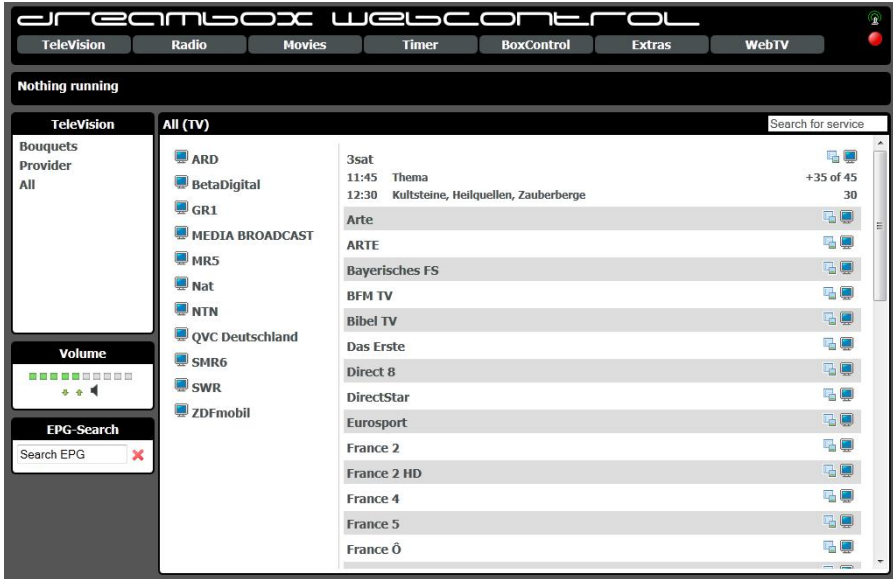 dreambox webcontrol
TeleVision Radio Movies Timer BoxControl Extras WebTV
Nothing running
TeleVision
Bouquets
Provider
All
Volume
EPG-Search
Search EPG
All (TV) Search for service
ARD
BetaDigital
GR1
MEDIA BROADCAST
MR5
Nat
NTN
QVC Deutschland
SMR6
SWR
ZDFmobil
3sat
11:45 Thema +35 of 45
12:30 Kultsteine, Heilquellen, Zauberberge 30
Arte
ARTE
Bayerisches FS
BFM TV
Bibel TV
Das Erste
Direct 8
DirectStar
Eurosport
France 2
France 2 HD
France 4
France 5
France Ô